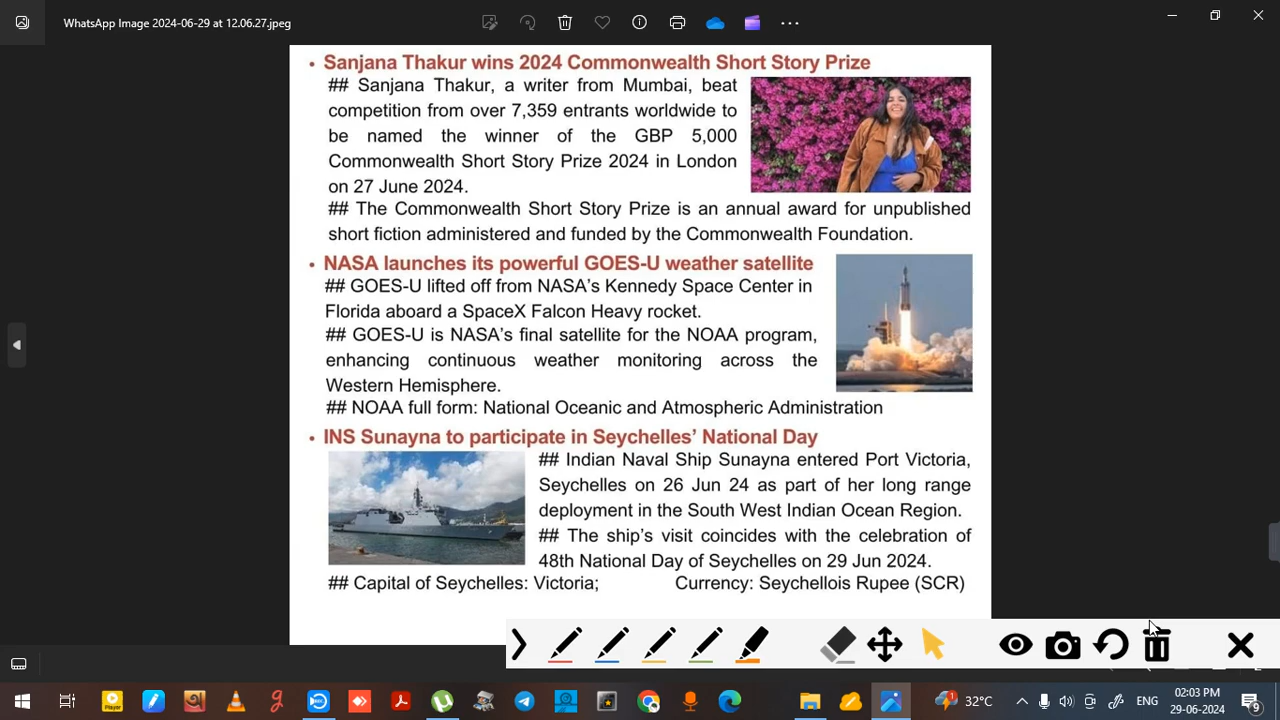 WhatsApp Image 2024-06-29 at 12.06.27.jpeg
• Sanjana Thakur wins 2024 Commonwealth Short Story Prize
## Sanjana Thakur, a writer from Mumbai, beat
competition from over 7,359 entrants worldwide to
be named the winner of the GBP 5,000
Commonwealth Short Story Prize 2024 in London
on 27 June 2024.
## The Commonwealth Short Story Prize is an annual award for unpublished
short fiction administered and funded by the Commonwealth Foundation.
• NASA launches its powerful GOES-U weather satellite
## GOES-U lifted off from NASA’s Kennedy Space Center in
Florida aboard a SpaceX Falcon Heavy rocket.
## GOES-U is NASA’s final satellite for the NOAA program,
enhancing continuous weather monitoring across the
Western Hemisphere.
## NOAA full form: National Oceanic and Atmospheric Administration
• INS Sunayna to participate in Seychelles’ National Day
## Indian Naval Ship Sunayna entered Port Victoria,
Seychelles on 26 Jun 24 as part of her long range
deployment in the South West Indian Ocean Region.
## The ship’s visit coincides with the celebration of
48th National Day of Seychelles on 29 Jun 2024.
## Capital of Seychelles: Victoria; Currency: Seychellois Rupee (SCR)
Player
1
32°C
ENG
02:03 PM
29-06-2024
9